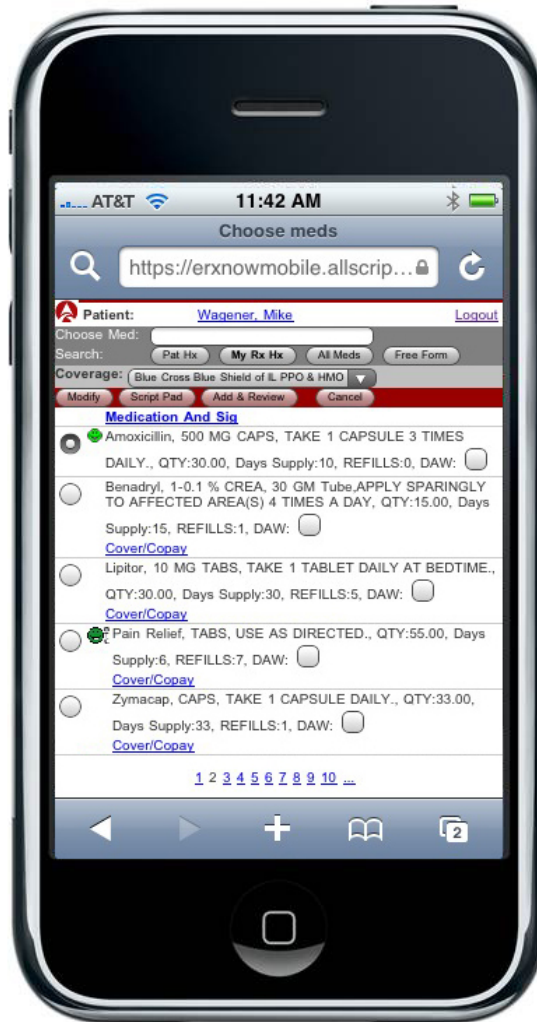 AT&T 11:42 AM
Choose meds
https://erxnowmobile.allscrip...
Patient: Wagener, Mike Logout
Choose Med:
Search: Pat Hx My Rx Hx All Meds Free Form
Coverage: Blue Cross Blue Shield of IL PPO & HMO
Modify Script Pad Add & Review Cancel
Medication And Sig
Amoxicillin, 500 MG CAPS, TAKE 1 CAPSULE 3 TIMES
DAILY., QTY:30.00, Days Supply:10, REFILLS:0, DAW:
Benadryl, 1-0.1 % CREA, 30 GM Tube,APPLY SPARINGLY
TO AFFECTED AREA(S) 4 TIMES A DAY, QTY:15.00, Days
Supply:15, REFILLS:1, DAW:
Cover/Copay
Lipitor, 10 MG TABS, TAKE 1 TABLET DAILY AT BEDTIME.,
QTY:30.00, Days Supply:30, REFILLS:5, DAW:
Cover/Copay
Pain Relief, TABS, USE AS DIRECTED., QTY:55.00, Days
Supply:6, REFILLS:7, DAW:
Cover/Copay
Zymacap, CAPS, TAKE 1 CAPSULE DAILY., QTY:33.00,
Days Supply:33, REFILLS:1, DAW:
Cover/Copay
1 2 3 4 5 6 7 8 9 10 ...
2